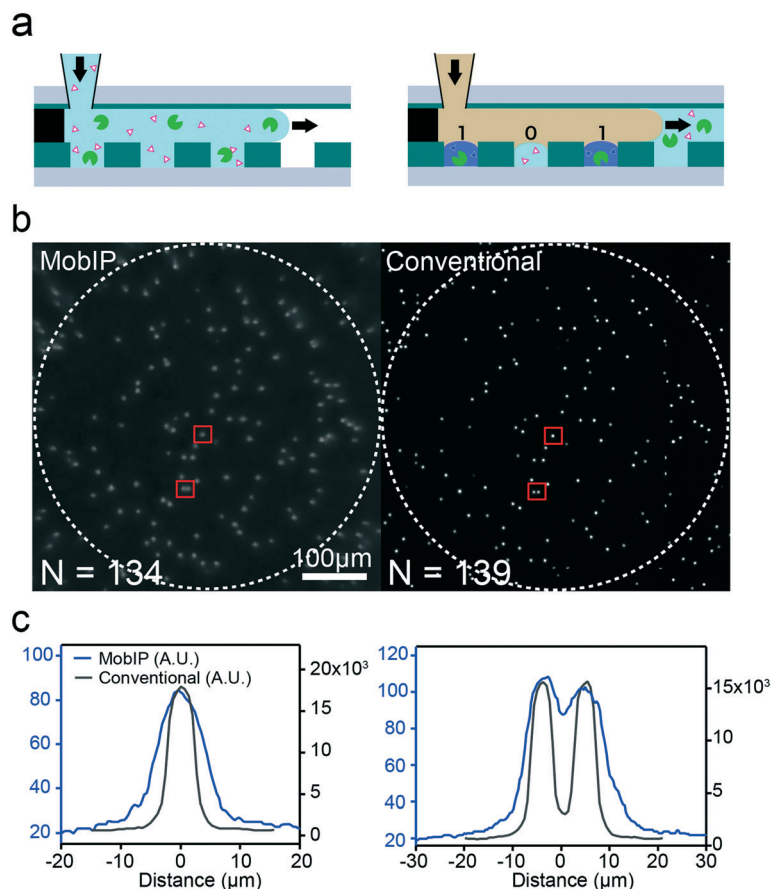 a
1 0 1
b
MobIP
Conventional
N = 134
100µm
N = 139
c
100
80
60
40
20
MobIP (A.U.)
Conventional (A.U.)
20x10³
15
10
5
0
-20 -10 0 10 20
Distance (µm)
120
100
80
60
40
20
15x10³
10
5
0
-30 -20 -10 0 10 20 30
Distance (µm)